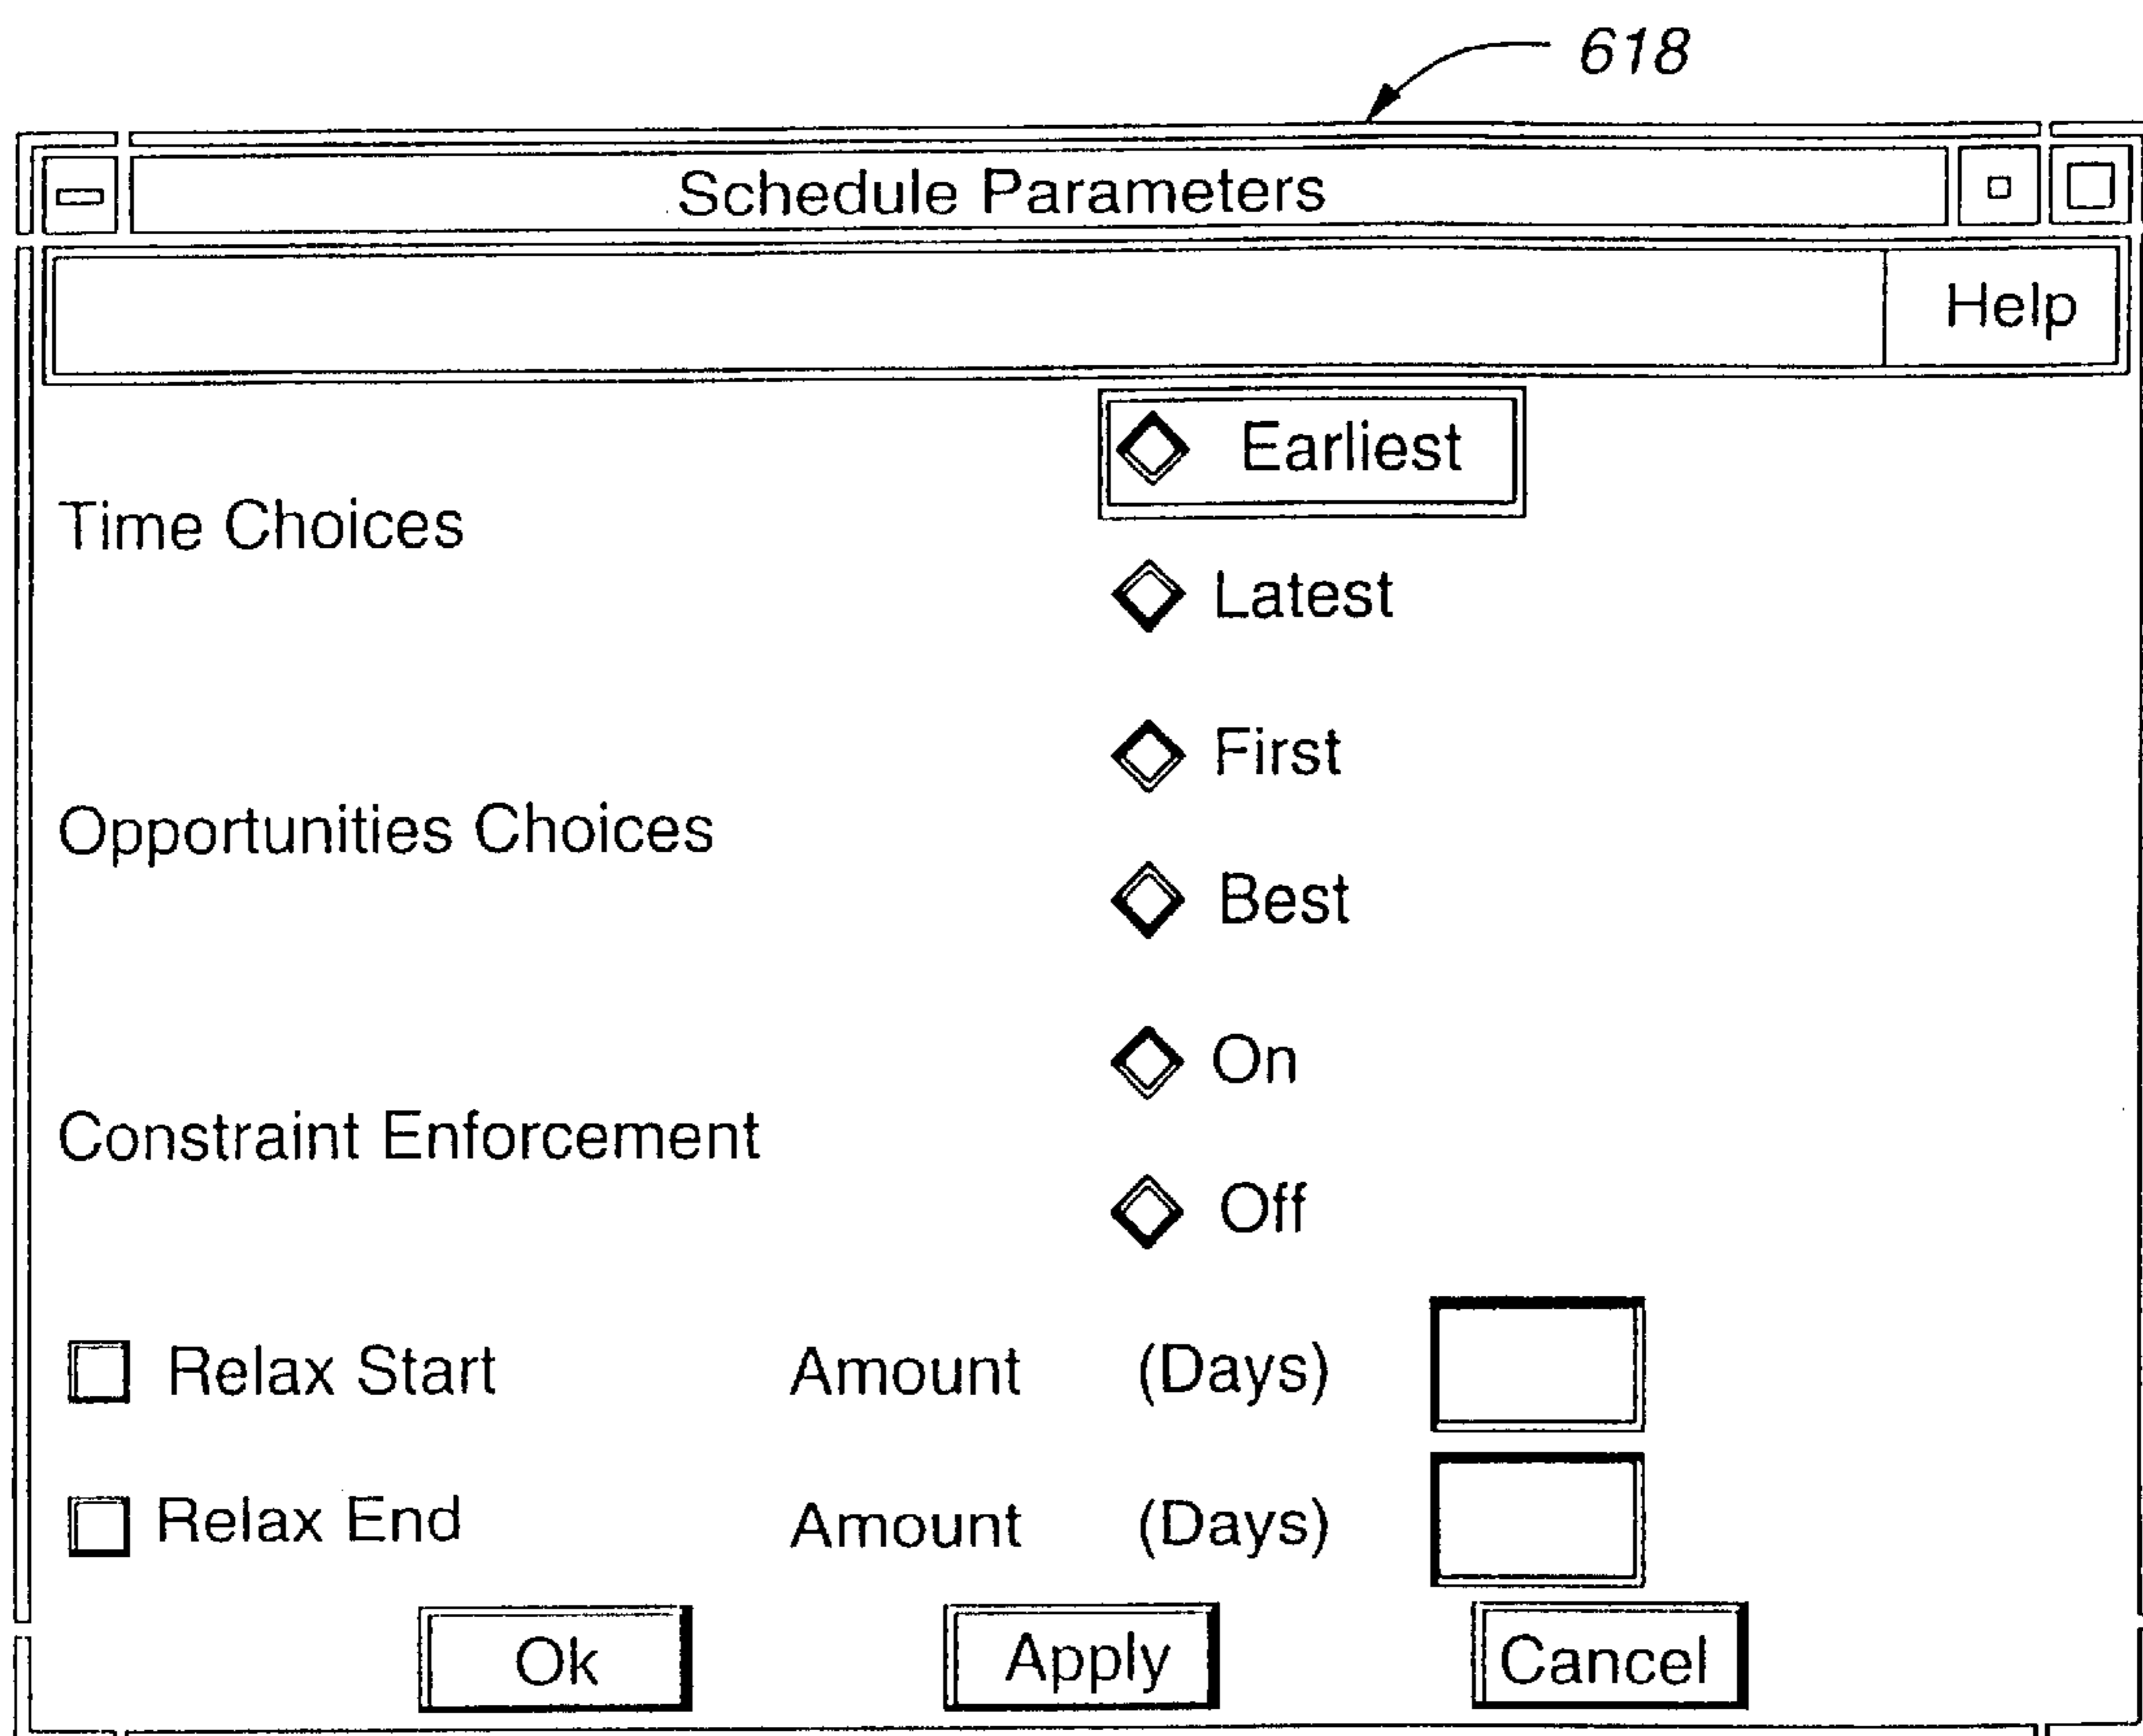 618
Schedule Parameters
Help
Earliest
Time Choices
Latest
First
Opportunities Choices
Best
On
Constraint Enforcement
Off
Relax Start Amount (Days)
Relax End Amount (Days)
Ok Apply Cancel